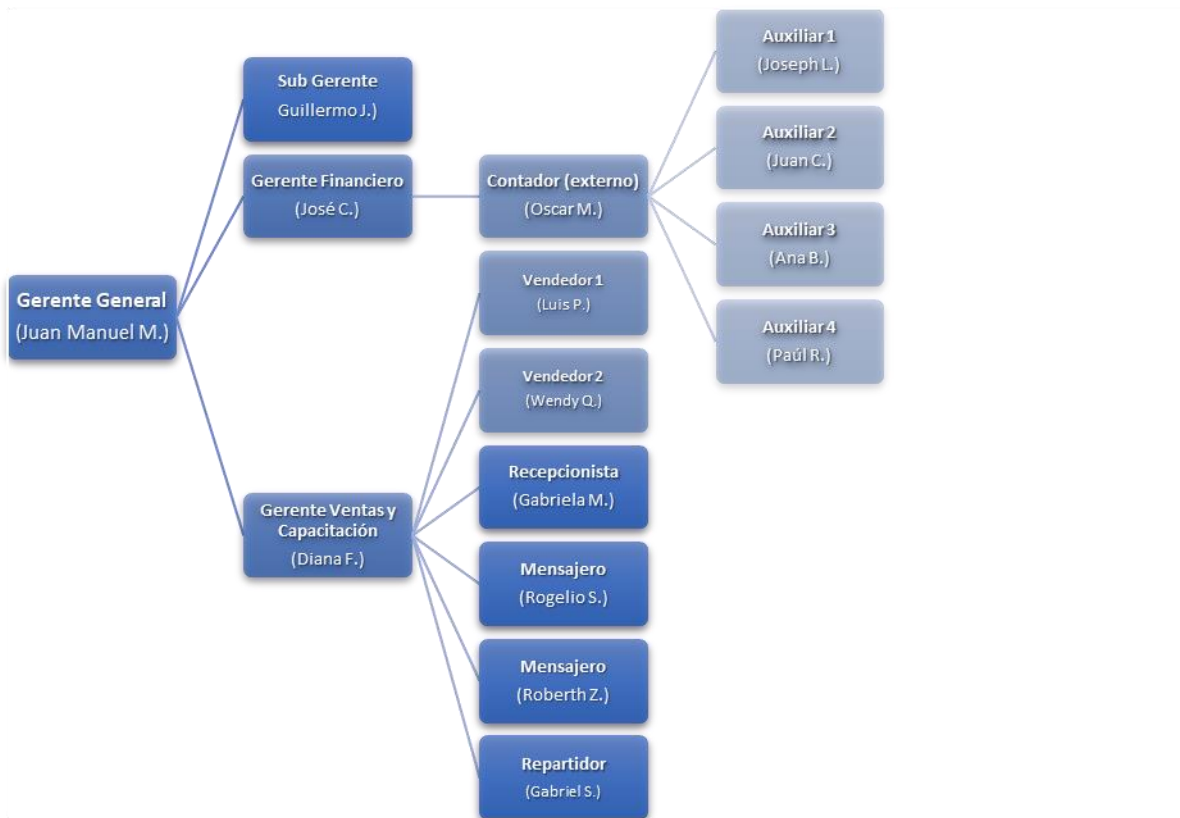 Gerente General
(Juan Manuel M.)
Sub Gerente
Guillermo J.)
Gerente Financiero
(José C.)
Contador (externo)
(Oscar M.)
Auxiliar 1
(Joseph L.)
Auxiliar 2
(Juan C.)
Auxiliar 3
(Ana B.)
Auxiliar 4
(Paúl R.)
Gerente Ventas y
Capacitación
(Diana F.)
Vendedor 1
(Luis P.)
Vendedor 2
(Wendy Q.)
Recepcionista
(Gabriela M.)
Mensajero
(Rogelio S.)
Mensajero
(Roberth Z.)
Repartidor
(Gabriel S.)